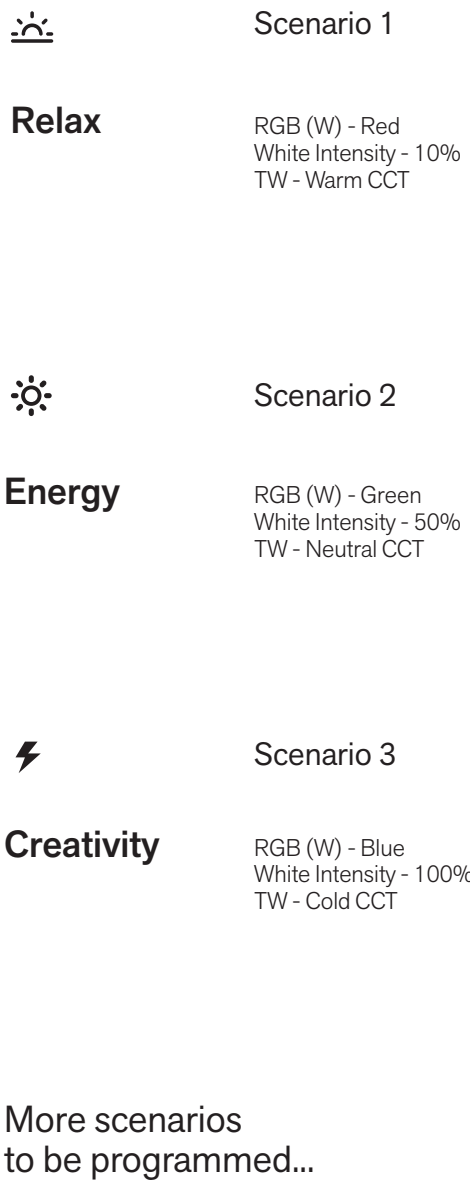 Scenario 1
Relax
RGB (W) - Red
White Intensity - 10%
TW - Warm CCT
Scenario 2
Energy
RGB (W) - Green
White Intensity - 50%
TW - Neutral CCT
Scenario 3
Creativity
RGB (W) - Blue
White Intensity - 100%
TW - Cold CCT
More scenarios
to be programmed...